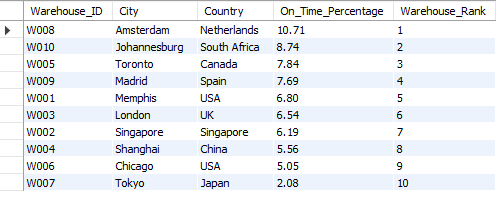 Warehouse_ID City Country On_Time_Percentage Warehouse_Rank
W008 Amsterdam Netherlands 10.71 1
W010 Johannesburg South Africa 8.74 2
W005 Toronto Canada 7.84 3
W009 Madrid Spain 7.69 4
W001 Memphis USA 6.80 5
W003 London UK 6.54 6
W002 Singapore Singapore 6.19 7
W004 Shanghai China 5.56 8
W006 Chicago USA 5.05 9
W007 Tokyo Japan 2.08 10